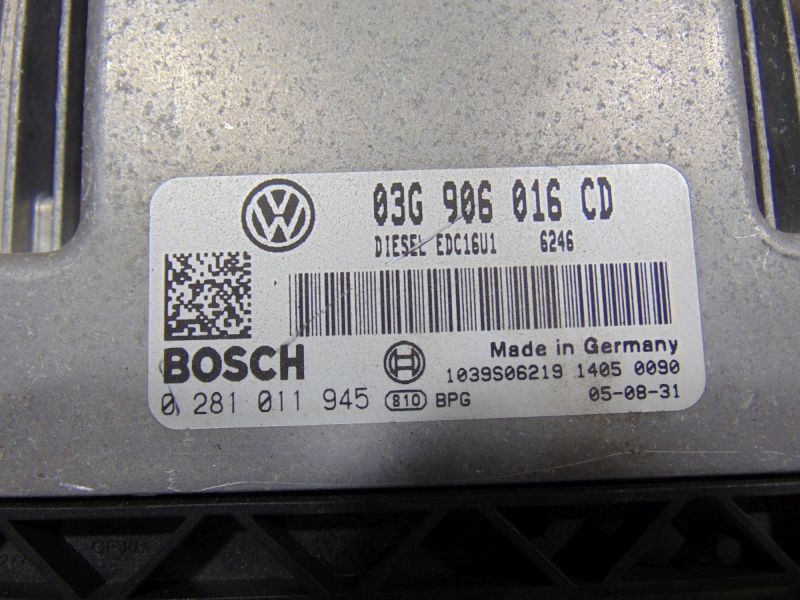 03G 906 016 CD
DIESEL EDC16U1 6246
BOSCH
Made in Germany
1039S06219 1405 0090
0 281 011 945 810 BPG 05-08-31